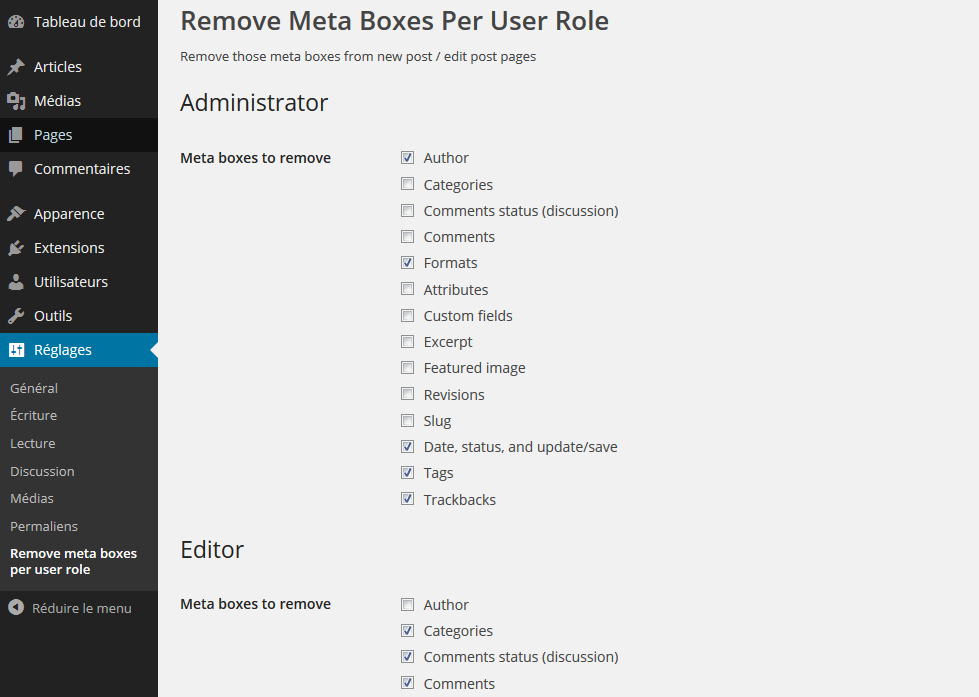 Tableau de bord
Articles
Médias
Pages
Commentaires
Apparence
Extensions
Utilisateurs
Outils
Réglages
Général
Écriture
Lecture
Discussion
Médias
Permaliens
Remove meta boxes
per user role
Réduire le menu
Remove Meta Boxes Per User Role
Remove those meta boxes from new post / edit post pages
Administrator
Meta boxes to remove
Author
Categories
Comments status (discussion)
Comments
Formats
Attributes
Custom fields
Excerpt
Featured image
Revisions
Slug
Date, status, and update/save
Tags
Trackbacks
Editor
Meta boxes to remove
Author
Categories
Comments status (discussion)
Comments